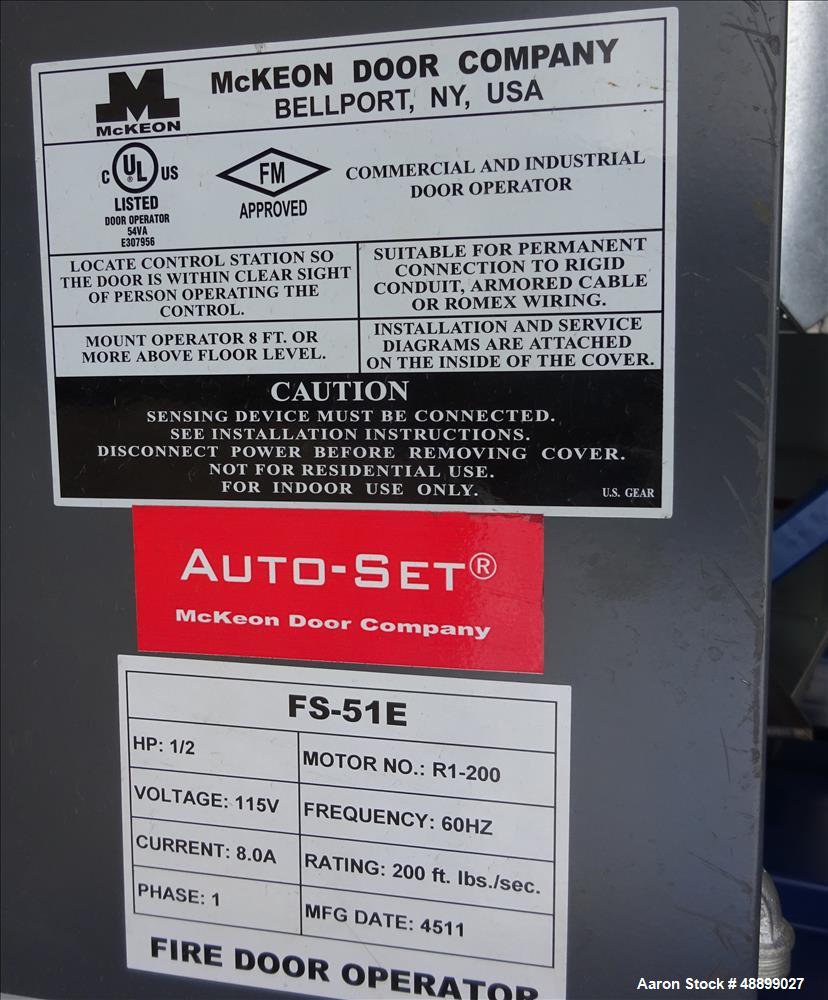 McKEON DOOR COMPANY
BELLPORT, NY, USA
M
McKEON
C UL US
®
LISTED
DOOR OPERATOR
54VA
E307956
FM
APPROVED
COMMERCIAL AND INDUSTRIAL
DOOR OPERATOR
LOCATE CONTROL STATION SO
THE DOOR IS WITHIN CLEAR SIGHT
OF PERSON OPERATING THE
CONTROL.
SUITABLE FOR PERMANENT
CONNECTION TO RIGID
CONDUIT, ARMORED CABLE
OR ROMEX WIRING.
MOUNT OPERATOR 8 FT. OR
MORE ABOVE FLOOR LEVEL.
INSTALLATION AND SERVICE
DIAGRAMS ARE ATTACHED
ON THE INSIDE OF THE COVER.
CAUTION
SENSING DEVICE MUST BE CONNECTED.
SEE INSTALLATION INSTRUCTIONS.
DISCONNECT POWER BEFORE REMOVING COVER.
NOT FOR RESIDENTIAL USE.
FOR INDOOR USE ONLY.
U.S. GEAR
AUTO-SET®
McKeon Door Company
FS-51E
HP: 1/2
MOTOR NO.: R1-200
VOLTAGE: 115V
FREQUENCY: 60HZ
CURRENT: 8.0A
RATING: 200 ft. lbs./sec.
PHASE: 1
MFG DATE: 4511
FIRE DOOR OPERATOR
Aaron Stock # 48899027